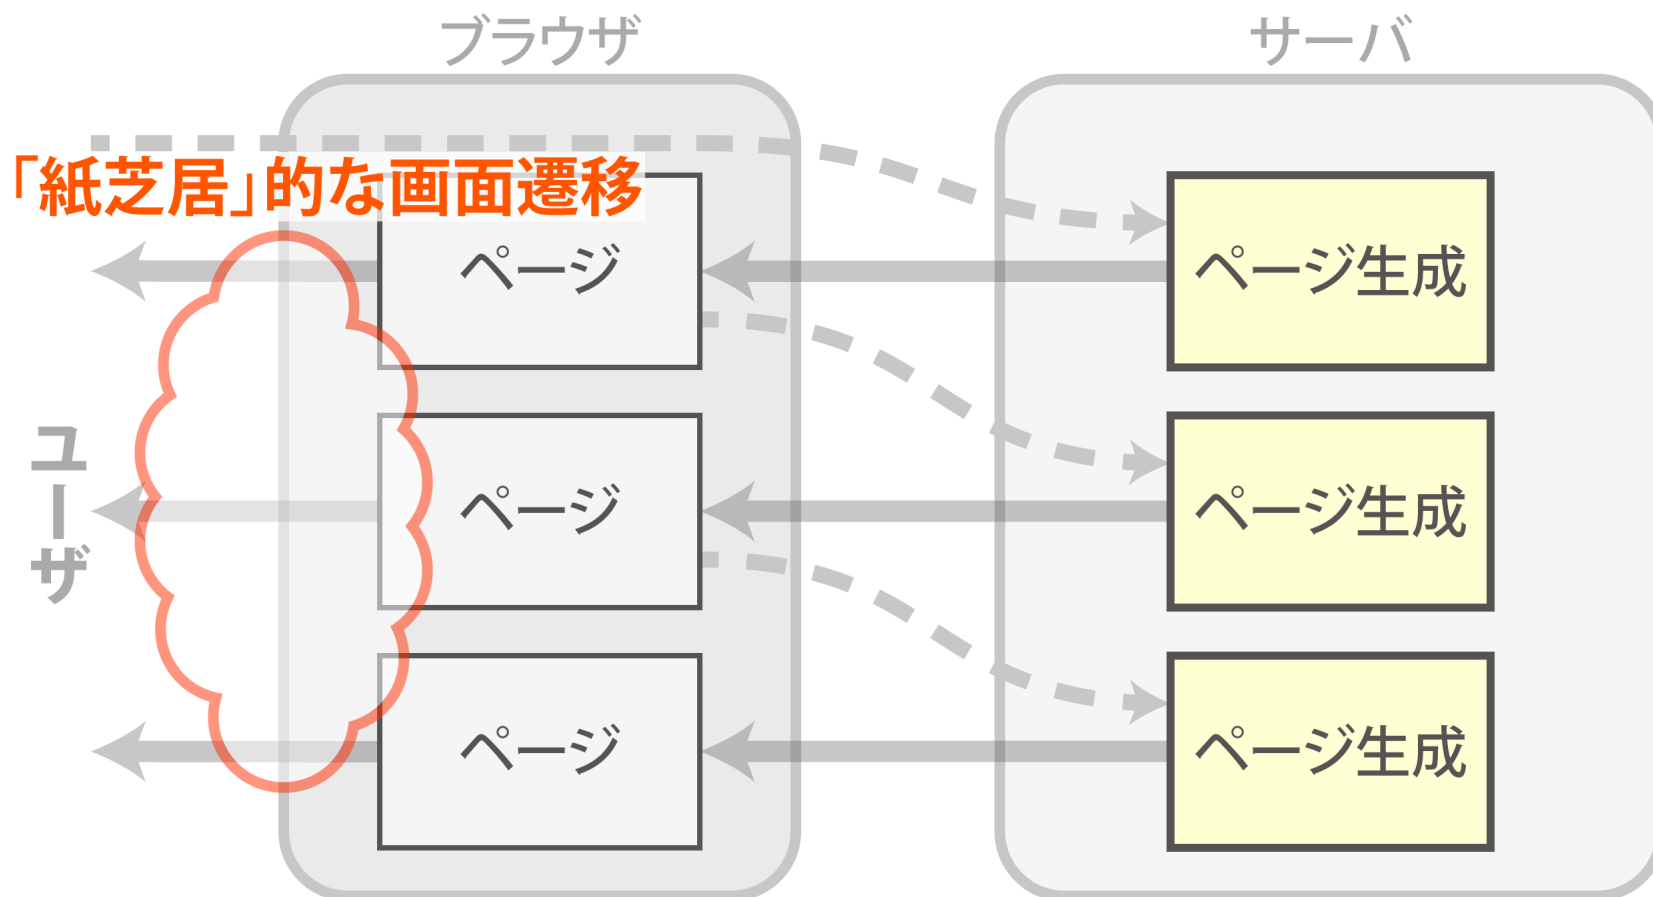 ブラウザ
サーバ
「紙芝居」的な画面遷移
ページ
ページ生成
ユーザ
ページ
ページ生成
ページ
ページ生成